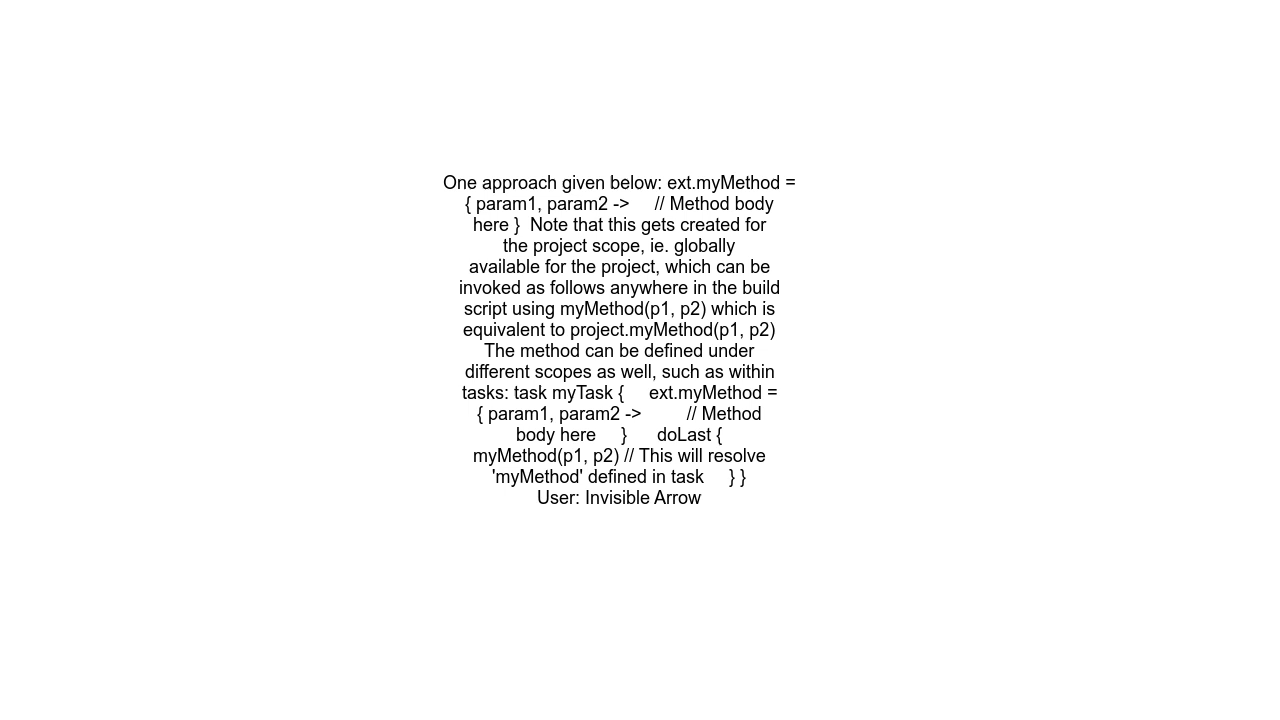 One approach given below: ext.myMethod =
{ param1, param2 ->     // Method body
here }  Note that this gets created for
the project scope, ie. globally
available for the project, which can be
invoked as follows anywhere in the build
script using myMethod(p1, p2) which is
equivalent to project.myMethod(p1, p2)
The method can be defined under
different scopes as well, such as within
tasks: task myTask {     ext.myMethod =
{ param1, param2 ->         // Method
body here     }      doLast {
myMethod(p1, p2) // This will resolve
'myMethod' defined in task     } }
User: Invisible Arrow